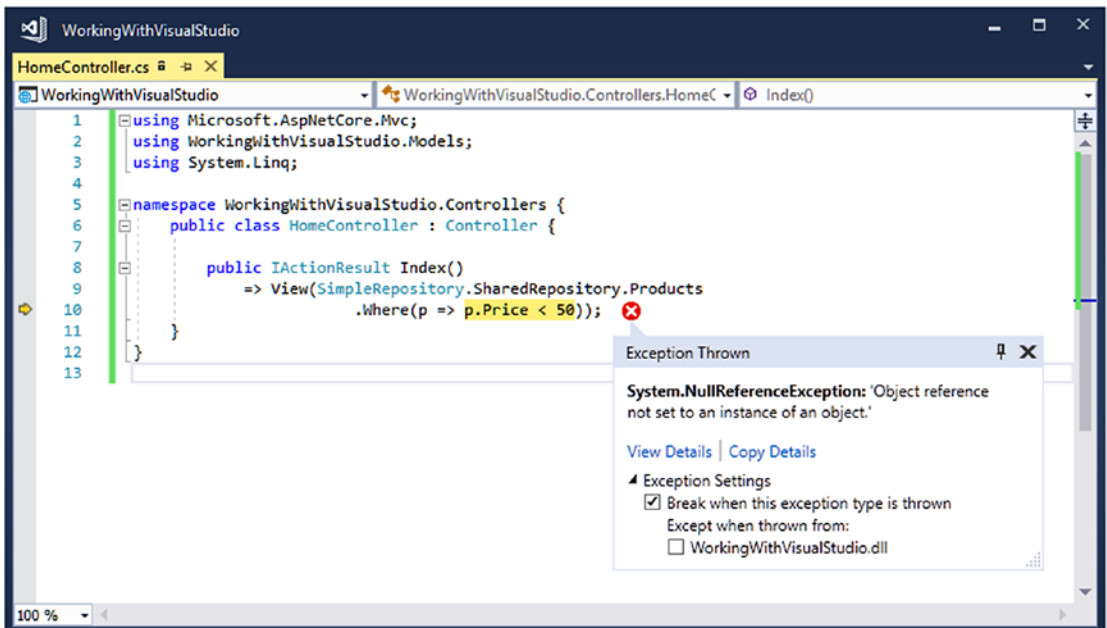 WorkingWithVisualStudio
HomeController.cs
WorkingWithVisualStudio WorkingWithVisualStudio.Controllers.HomeC Index()
1 using Microsoft.AspNetCore.Mvc;
2 using WorkingWithVisualStudio.Models;
3 using System.Linq;
4
5 namespace WorkingWithVisualStudio.Controllers {
6 public class HomeController : Controller {
7
8 public IActionResult Index()
9 => View(SimpleRepository.SharedRepository.Products
10 .Where(p => p.Price < 50));
11 }
12 }
13
Exception Thrown
System.NullReferenceException: 'Object reference
not set to an instance of an object.'
View Details | Copy Details
Exception Settings
Break when this exception type is thrown
Except when thrown from:
WorkingWithVisualStudio.dll
100 %